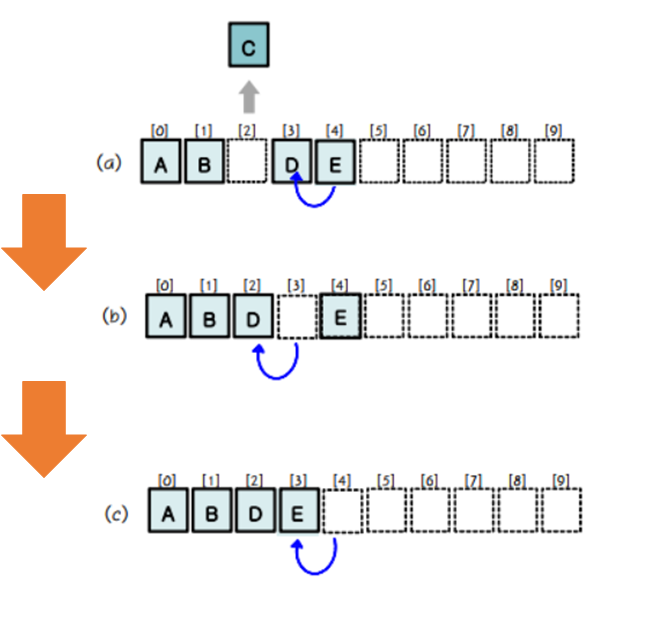 C
[0] [1] [2] [3] [4] [5] [6] [7] [8] [9]
(a) A B D E
[0] [1] [2] [3] [4] [5] [6] [7] [8] [9]
(b) A B D E
[0] [1] [2] [3] [4] [5] [6] [7] [8] [9]
(c) A B D E